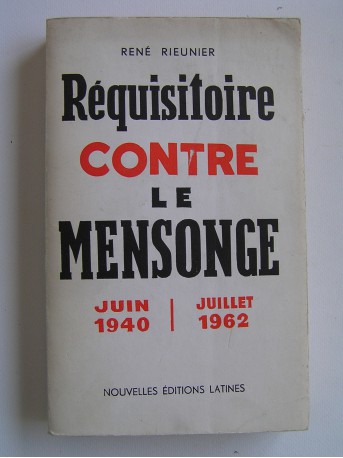 RENÉ RIEUNIER
Réquisitoire
CONTRE
LE
MENSONGE
JUIN | JUILLET
1940 | 1962
NOUVELLES ÉDITIONS LATINES